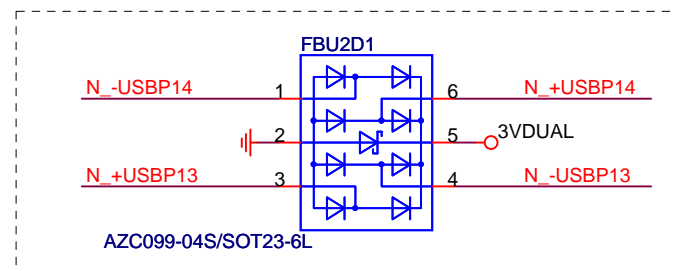 FBU2D1
N_-USBP14 1 6 N_+USBP14
2 5 3VDUAL
N_+USBP13 3 4 N_-USBP13
AZC099-04S/SOT23-6L